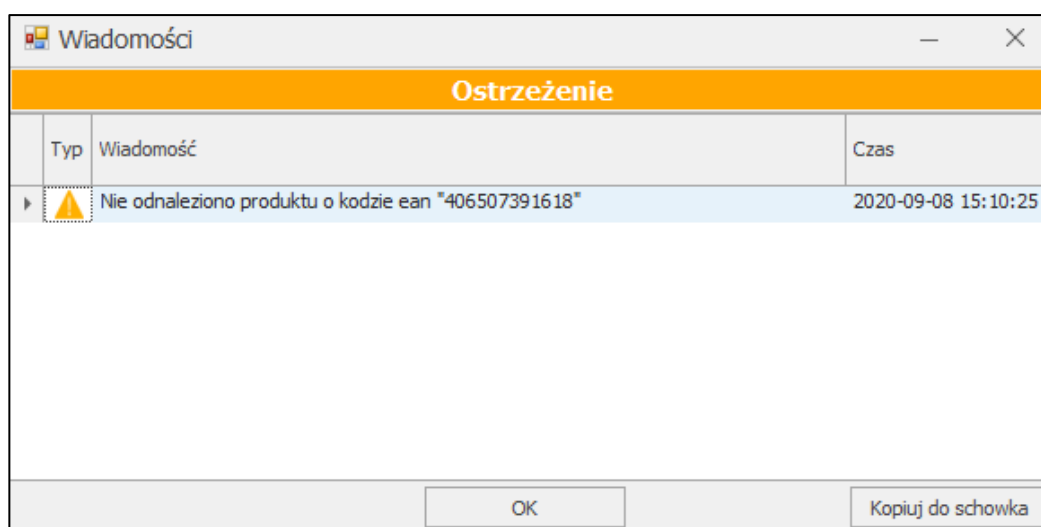 Wiadomości
Ostrzeżenie
Typ Wiadomość Czas
Nie odnaleziono produktu o kodzie ean "406507391618" 2020-09-08 15:10:25
OK Kopiuj do schowka